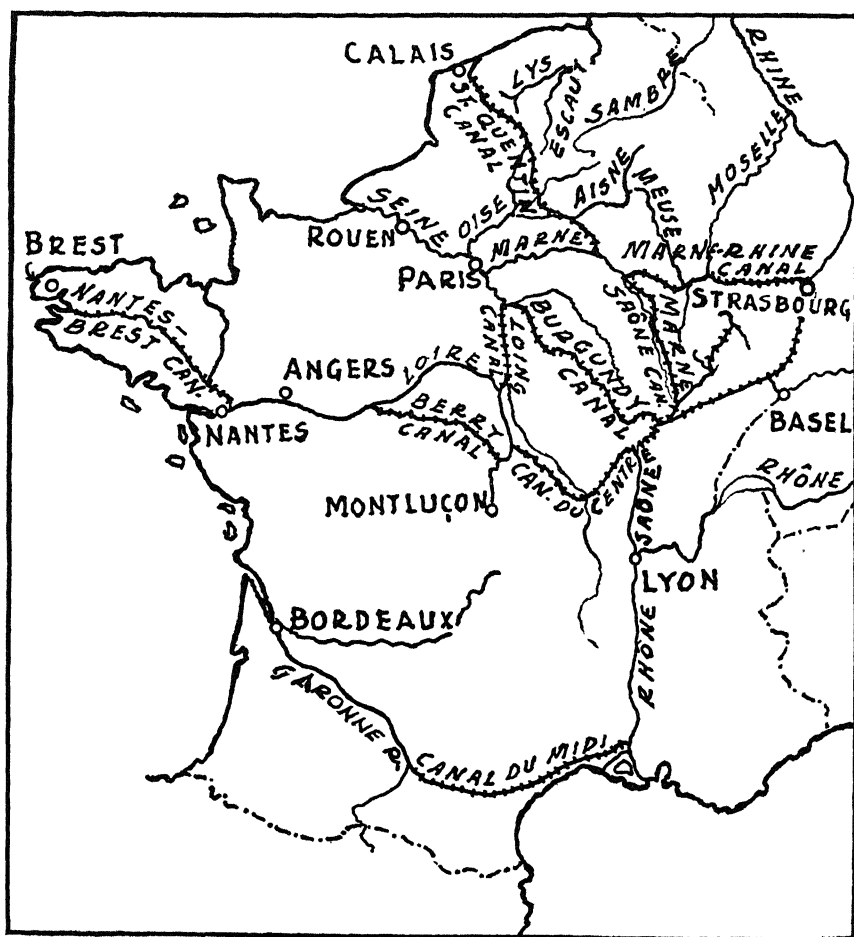 CALAIS
LYS
ESCAUT
SAMBRE
RHINE
ST. QUENTIN
CANAL
MOSELLE
AISNE
MEUSE
SEINE
OISE
ROUEN
MARNE
MARNE-RHINE
CANAL
PARIS
STRASBOURG
BREST
NANTES-
BREST CAN.
LOING
CANAL
BURGUNDY
CANAL
MARNE
SAÔNE CAN.
ANGERS
LOIRE
NANTES
BERRY
CANAL
BASEL
CAN. DU
CENTRE
RHÔNE
MONTLUÇON
SAÔNE
LYON
BORDEAUX
RHÔNE
GARONNE R.
CANAL DU MIDI